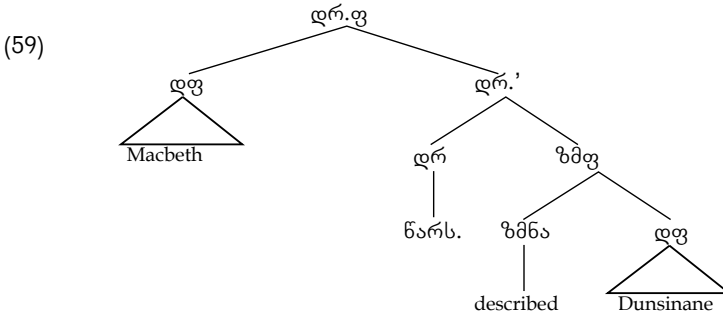 (59)
დრ.ფ
დფ დრ.’
Macbeth
დრ ზმფ
წარს. ზმნა დფ
described Dunsinane